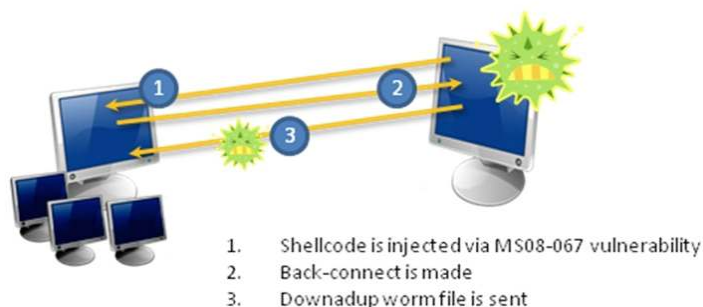 1
2
3
1. Shellcode is injected via MS08-067 vulnerability
2. Back-connect is made
3. Downadup worm file is sent